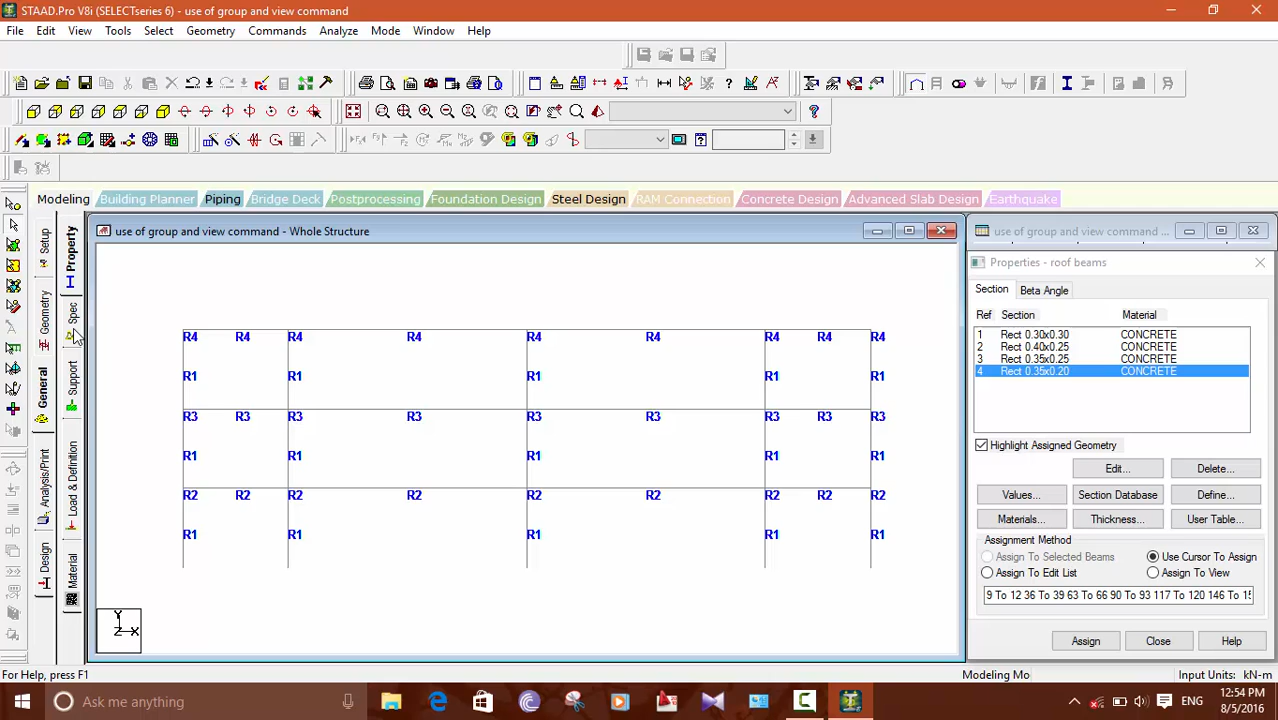 STAAD.Pro V8i (SELECTseries 6) - use of group and view command
File Edit View Tools Select Geometry Commands Analyze Mode Window Help
Modeling Building Planner Piping Bridge Deck Postprocessing Foundation Design Steel Design RAM Connection Concrete Design Advanced Slab Design Earthquake
Setup
Geometry
General
Analysis/Print
Design
Property
Spec
Support
Load & Definition
Material
use of group and view command - Whole Structure
R4 R4 R4 R4 R4 R4 R4 R4 R4
R1 R1 R1 R1 R1
R3 R3 R3 R3 R3 R3 R3 R3 R3
R1 R1 R1 R1 R1
R2 R2 R2 R2 R2 R2 R2 R2 R2
R1 R1 R1 R1 R1
Y
Z X
use of group and view command ...
Properties - roof beams
Section Beta Angle
Ref Section Material
1 Rect 0.30x0.30 CONCRETE
2 Rect 0.40x0.25 CONCRETE
3 Rect 0.35x0.25 CONCRETE
4 Rect 0.35x0.20 CONCRETE
Highlight Assigned Geometry
Edit... Delete...
Values... Section Database Define...
Materials... Thickness... User Table...
Assignment Method
Assign To Selected Beams Use Cursor To Assign
Assign To Edit List Assign To View
9 To 12 36 To 39 63 To 66 90 To 93 117 To 120 146 To 15
Assign Close Help
For Help, press F1 Modeling Mo Input Units: kN-m
Ask me anything ENG 12:54 PM
8/5/2016